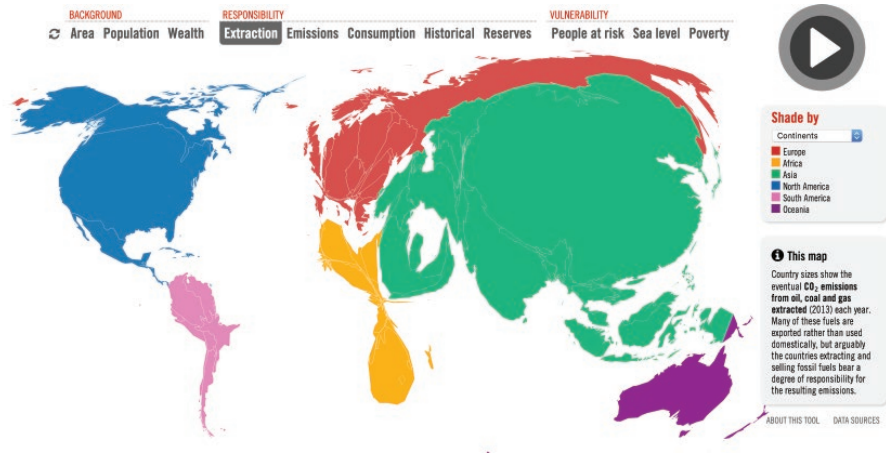 BACKGROUND
RESPONSIBILITY
VULNERABILITY
Area Population Wealth
Extraction Emissions Consumption Historical Reserves
People at risk Sea level Poverty
Shade by
Continents
Europe
Africa
Asia
North America
South America
Oceania
This map
Country sizes show the
eventual CO₂ emissions
from oil, coal and gas
extracted (2013) each year.
Many of these fuels are
exported rather than used
domestically, but arguably
the countries extracting and
selling fossil fuels bear a
degree of responsibility for
the resulting emissions.
ABOUT THIS TOOL DATA SOURCES